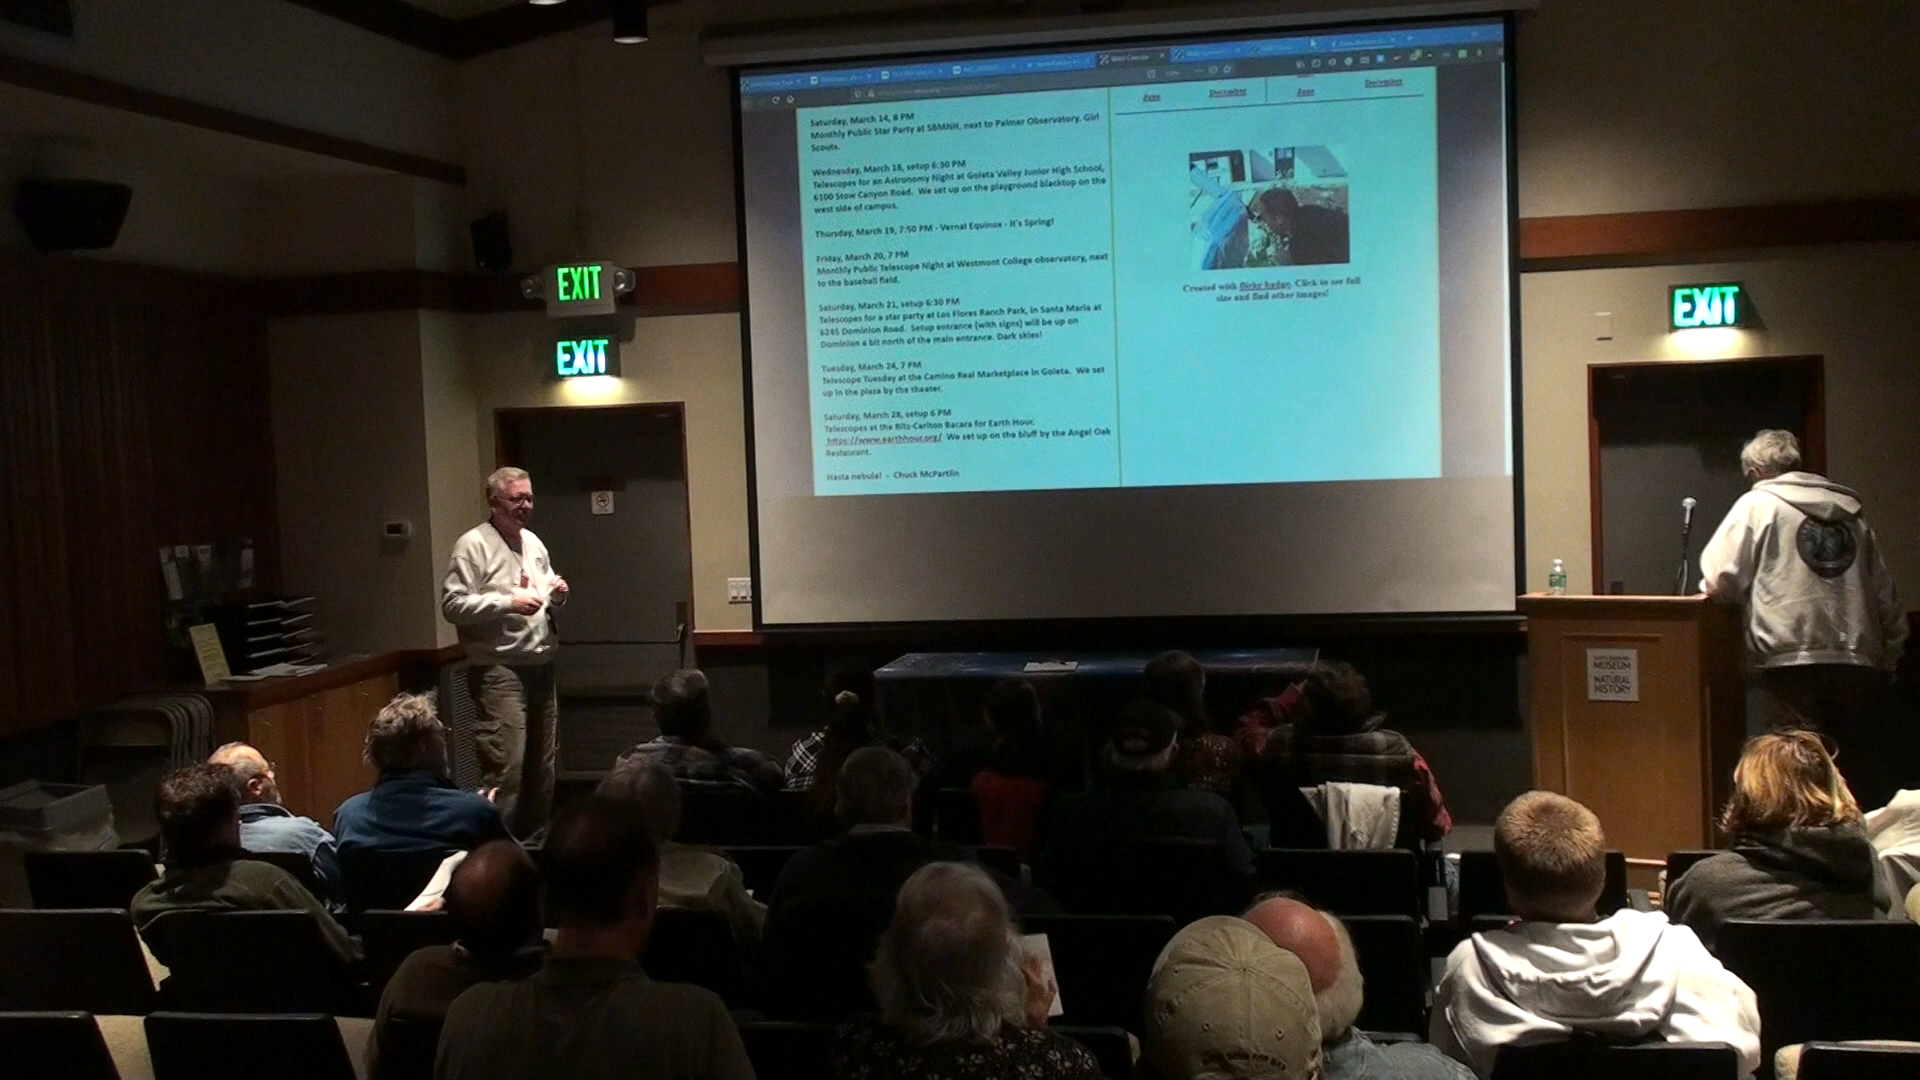 Saturday, March 14, 8 PM
Monthly Public Star Party at SBMNH, next to Palmer Observatory. Girl
Scouts.
Wednesday, March 18, setup 6:30 PM
Telescopes for an Astronomy Night at Goleta Valley Junior High School,
6100 Stow Canyon Road. We set up on the playground blacktop on the
west side of campus.
Thursday, March 19, 7:50 PM - Vernal Equinox - It's Spring!
Friday, March 20, 7 PM
Monthly Public Telescope Night at Westmont College observatory, next
to the baseball field.
Saturday, March 21, setup 6:30 PM
Telescopes for a star party at Los Flores Ranch Park, in Santa Maria at
6245 Dominion Road. Setup entrance (with signs) will be up on
Dominion a bit north of the main entrance. Dark skies!
Tuesday, March 24, 7 PM
Telescope Tuesday at the Camino Real Marketplace in Goleta. We set
up in the plaza by the theater.
Saturday, March 28, setup 6 PM
Telescopes at the Ritz-Carlton Bacara for Earth Hour.
https://www.earthhour.org/ We set up on the bluff by the Angel Oak
Restaurant.
Hasta nebula! - Chuck McPartlin
June December June December
Created with flickr badge. Click to see full
size and find other images!
EXIT
EXIT
EXIT
MUSEUM
NATURAL
HISTORY